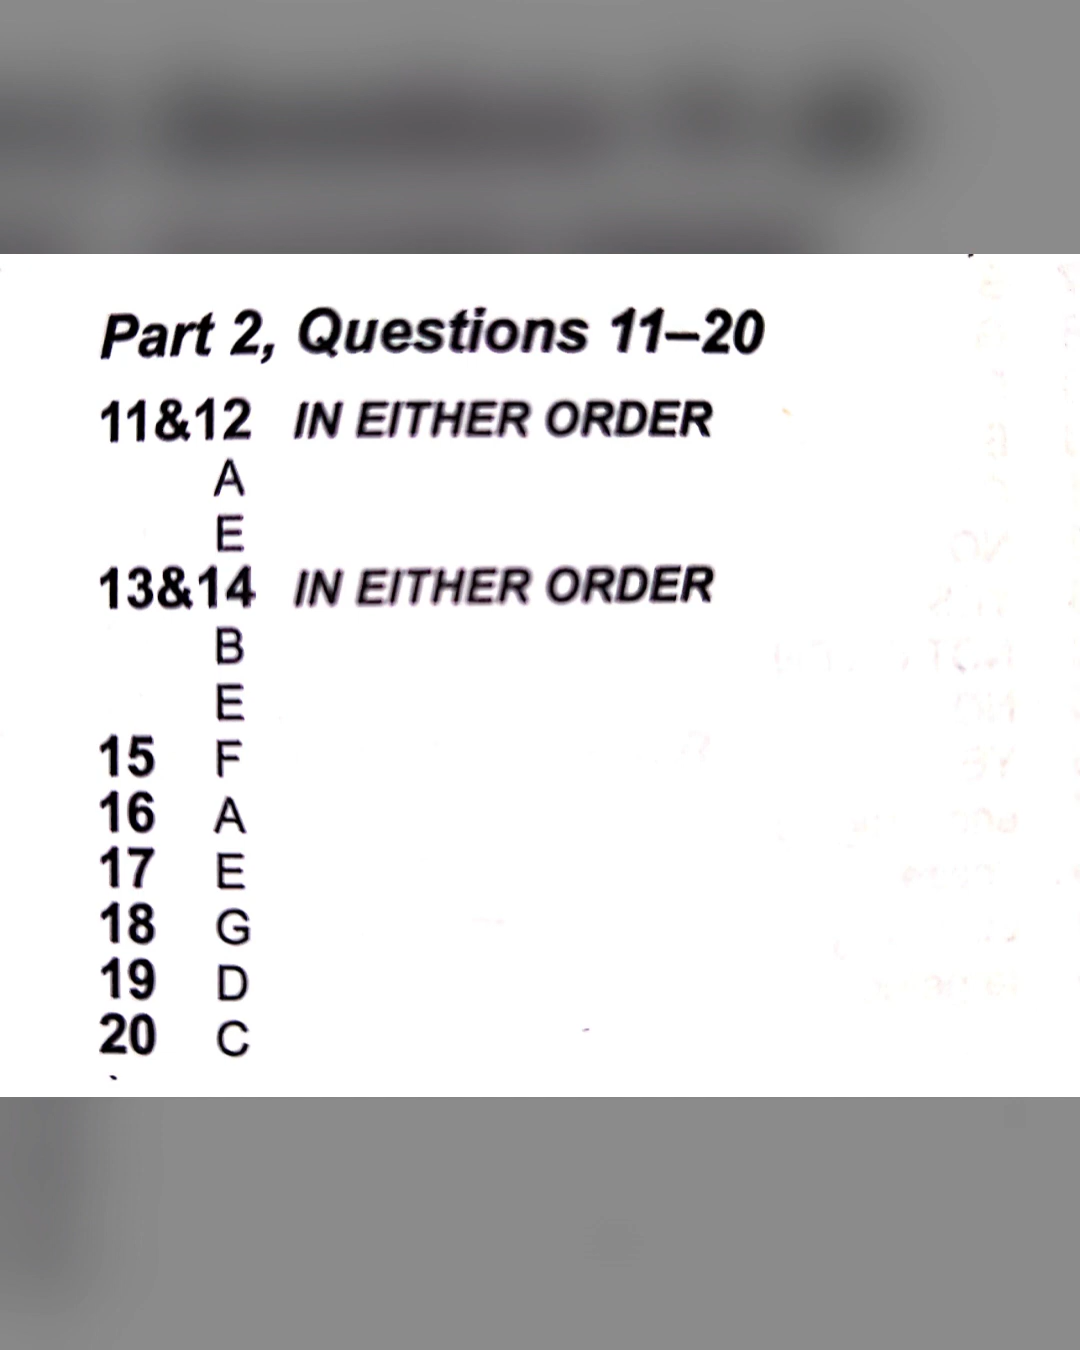 Part 2, Questions 11–20
11&12 IN EITHER ORDER
A
E
13&14 IN EITHER ORDER
B
E
15 F
16 A
17 E
18 G
19 D
20 C